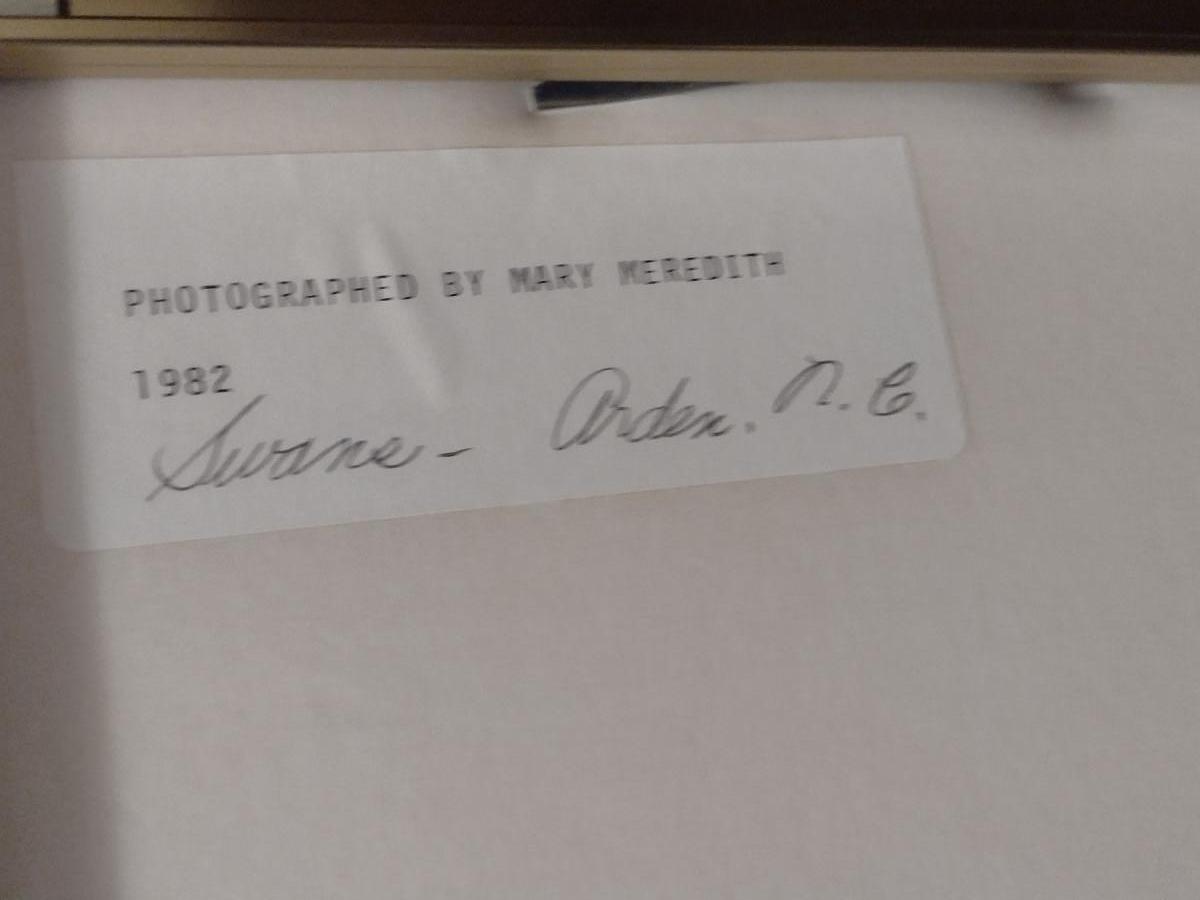 PHOTOGRAPHED BY MARY MEREDITH
1982
Swans - Arden. N. C.